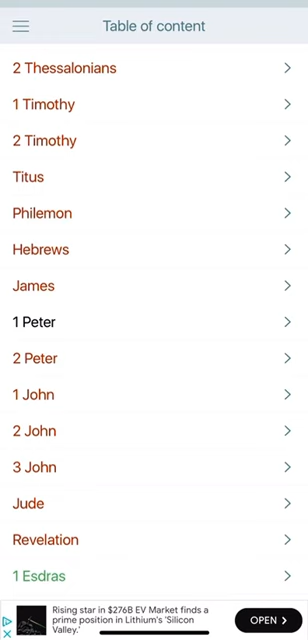 Table of content
2 Thessalonians
1 Timothy
2 Timothy
Titus
Philemon
Hebrews
James
1 Peter
2 Peter
1 John
2 John
3 John
Jude
Revelation
1 Esdras
Rising star in $276B EV Market finds a
prime position in Lithium's 'Silicon
Valley.'
OPEN